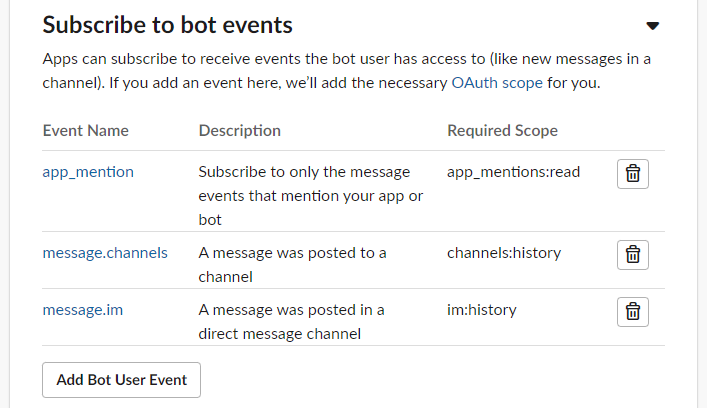 Subscribe to bot events
Apps can subscribe to receive events the bot user has access to (like new messages in a
channel). If you add an event here, we’ll add the necessary OAuth scope for you.
Event Name Description Required Scope
app_mention Subscribe to only the message app_mentions:read
events that mention your app or
bot
message.channels A message was posted to a channels:history
channel
message.im A message was posted in a im:history
direct message channel
Add Bot User Event